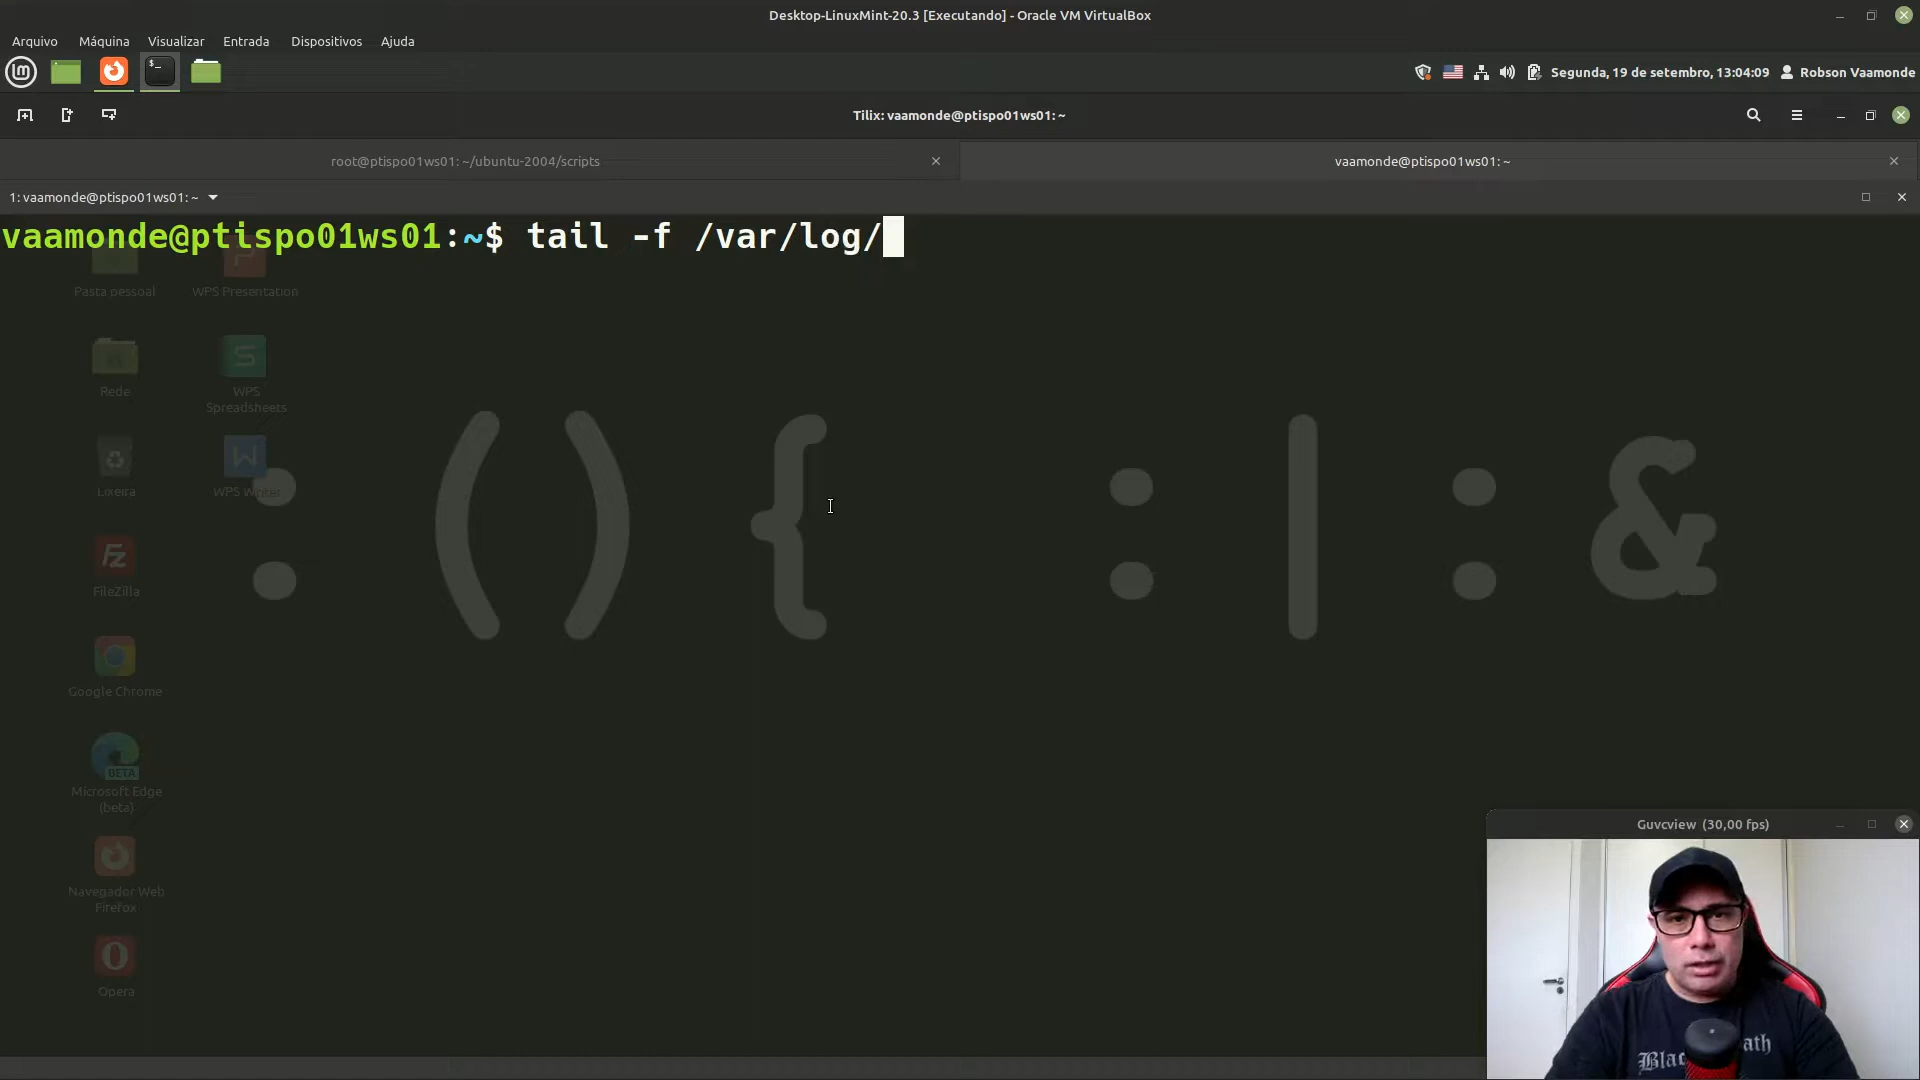 Desktop-LinuxMint-20.3 [Executando] - Oracle VM VirtualBox
Arquivo Máquina Visualizar Entrada Dispositivos Ajuda
Segunda, 19 de setembro, 13:04:09 Robson Vaamonde
Tilix: vaamonde@ptispo01ws01: ~
root@ptispo01ws01: ~/ubuntu-2004/scripts
vaamonde@ptispo01ws01: ~
1: vaamonde@ptispo01ws01: ~
vaamonde@ptispo01ws01:~$ tail -f /var/log/
Pasta pessoal
WPS Presentation
Rede
WPS Spreadsheets
Lixeira
WPS Writer
: () { : | : &
FileZilla
Google Chrome
BETA
Microsoft Edge
(beta)
Navegador Web
Firefox
Opera
Guvcview (30,00 fps)